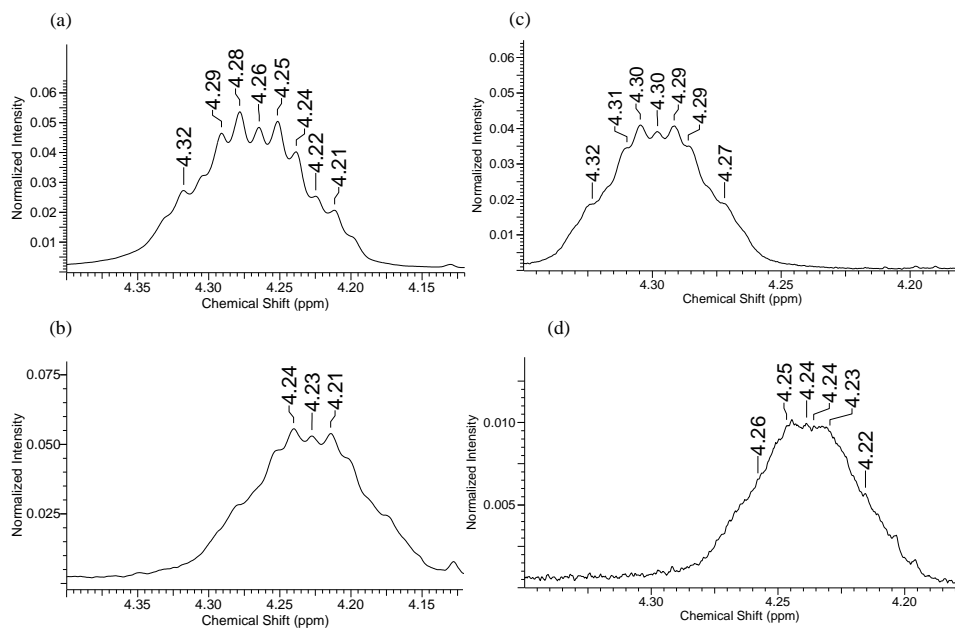 (a)
4.32
4.29
4.28
4.26
4.25
4.24
4.22
4.21
Normalized Intensity
0.06
0.05
0.04
0.03
0.02
0.01
4.35 4.30 4.25 4.20 4.15
Chemical Shift (ppm)
(c)
4.32
4.31
4.30
4.30
4.29
4.29
4.27
Normalized Intensity
0.06
0.05
0.04
0.03
0.02
0.01
4.30 4.25 4.20
Chemical Shift (ppm)
(b)
4.24
4.23
4.21
Normalized Intensity
0.075
0.050
0.025
4.35 4.30 4.25 4.20 4.15
Chemical Shift (ppm)
(d)
4.26
4.25
4.24
4.24
4.23
4.22
Normalized Intensity
0.010
0.005
4.30 4.25 4.20
Chemical Shift (ppm)